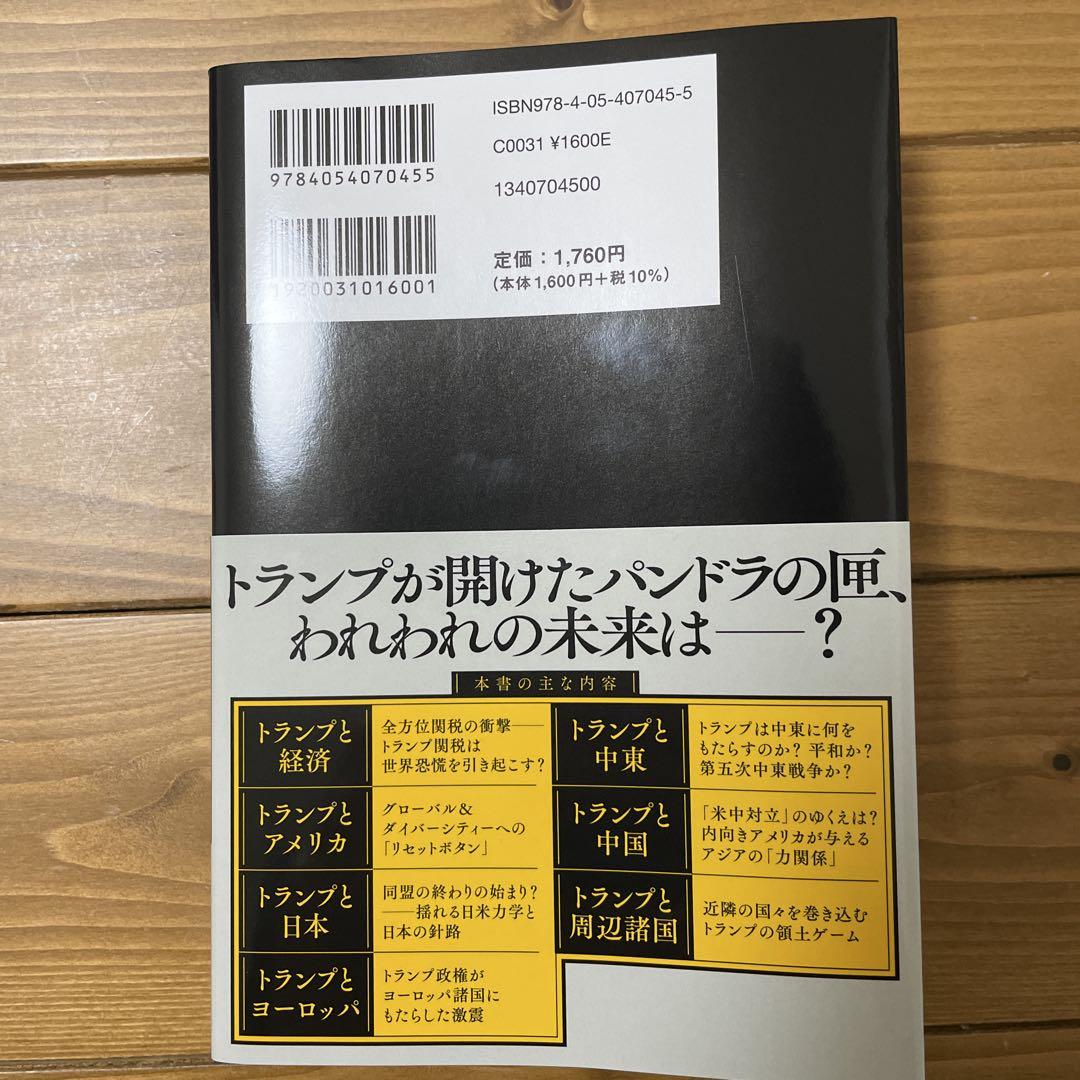 ISBN978-4-05-407045-5
C0031 ¥1600E
1340704500
定価：1,760円
（本体1,600円＋税10%）
9784054070455
1920031016001
トランプが開けたパンドラの匣、
われわれの未来は――？
本書の主な内容
トランプと
経済
全方位関税の衝撃――
トランプ関税は
世界恐慌を引き起こす？
トランプと
アメリカ
グローバル＆
ダイバーシティーへの
「リセットボタン」
トランプと
日本
同盟の終わりの始まり？
――揺れる日米力学と
日本の針路
トランプと
ヨーロッパ
トランプ政権が
ヨーロッパ諸国に
もたらした激震
トランプと
中東
トランプは中東に何を
もたらすのか？ 平和か？
第五次中東戦争か？
トランプと
中国
「米中対立」のゆくえは？
内向きアメリカが与える
アジアの「力関係」
トランプと
周辺諸国
近隣の国々を巻き込む
トランプの領土ゲーム